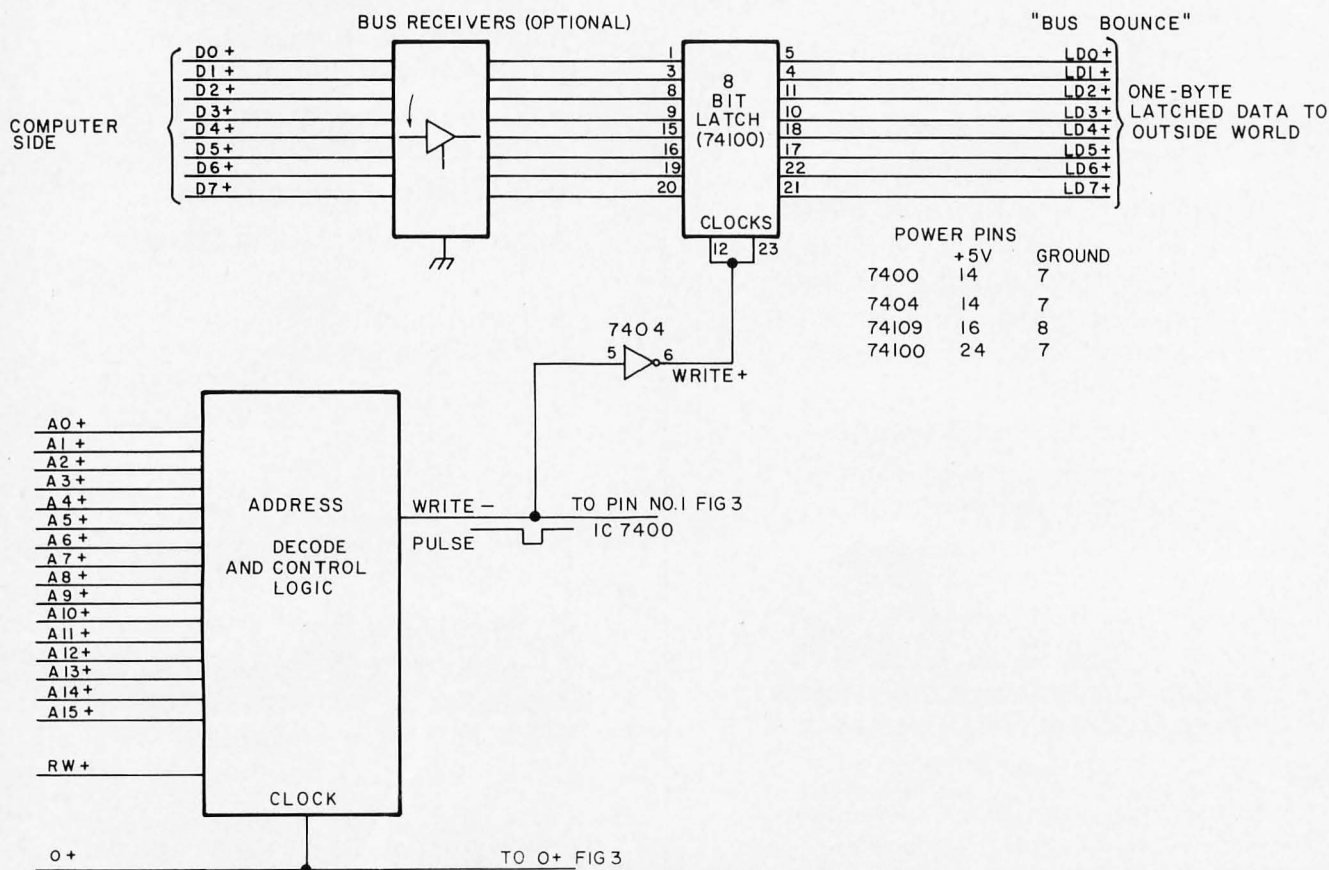 BUS RECEIVERS (OPTIONAL)
"BUS BOUNCE"
COMPUTER
SIDE
D0+
D1+
D2+
D3+
D4+
D5+
D6+
D7+
1
3
8
9
15
16
19
20
8
BIT
LATCH
(74100)
CLOCKS
12 23
5
4
11
10
18
17
22
21
LD0+
LD1+
LD2+
LD3+
LD4+
LD5+
LD6+
LD7+
ONE-BYTE
LATCHED DATA TO
OUTSIDE WORLD
POWER PINS
+5V GROUND
7400 14 7
7404 14 7
74109 16 8
74100 24 7
7404
5 6
WRITE+
A0+
A1+
A2+
A3+
A4+
A5+
A6+
A7+
A8+
A9+
A10+
A11+
A12+
A13+
A14+
A15+
RW+
ADDRESS
DECODE
AND CONTROL
LOGIC
CLOCK
WRITE-
PULSE
TO PIN NO.1 FIG 3
IC 7400
O+
TO O+ FIG 3